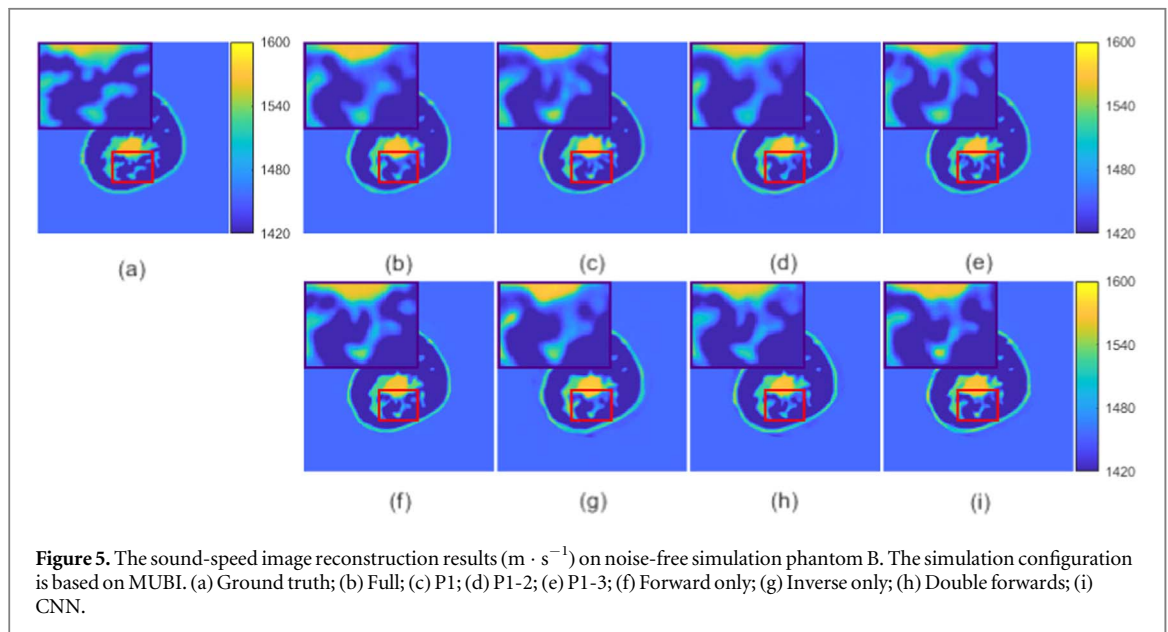 1600
1540
1480
1420
1600
1540
1480
1420
(a)
(b)
(c)
(d)
(e)
1600
1540
1480
1420
(f)
(g)
(h)
(i)
Figure 5. The sound-speed image reconstruction results (m · s⁻¹) on noise-free simulation phantom B. The simulation configuration
is based on MUBI. (a) Ground truth; (b) Full; (c) P1; (d) P1-2; (e) P1-3; (f) Forward only; (g) Inverse only; (h) Double forwards; (i)
CNN.